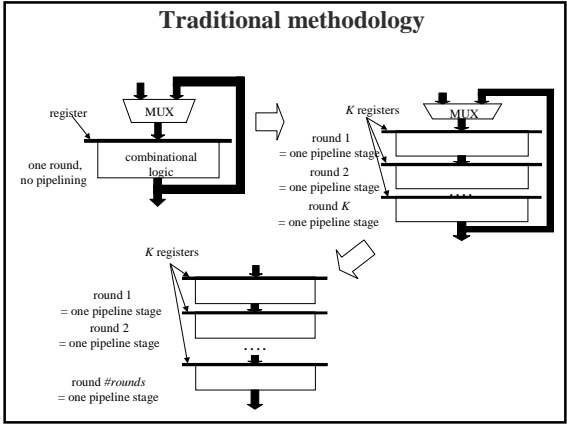 Traditional methodology
MUX
register
one round,
no pipelining
combinational
logic
K registers
MUX
round 1
= one pipeline stage
round 2
= one pipeline stage
....
round K
= one pipeline stage
K registers
round 1
= one pipeline stage
round 2
= one pipeline stage
....
round #rounds
= one pipeline stage